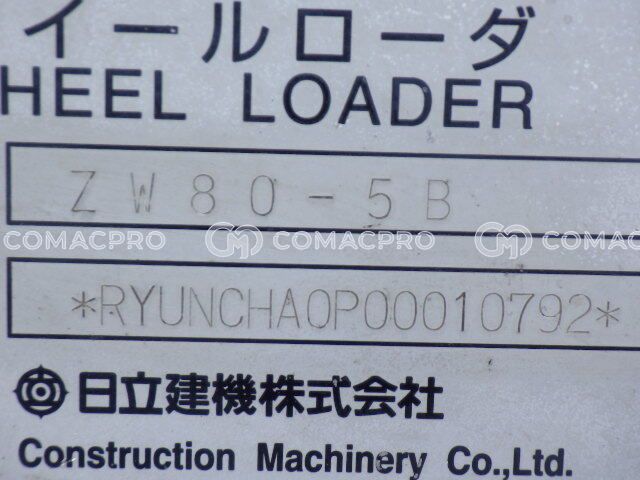 イールローダ
HEEL LOADER
ZW80-5B
COMACPRO COMACPRO COMAC
*RYUNCHA0P00010792*
日立建機株式会社
Construction Machinery Co.,Ltd.